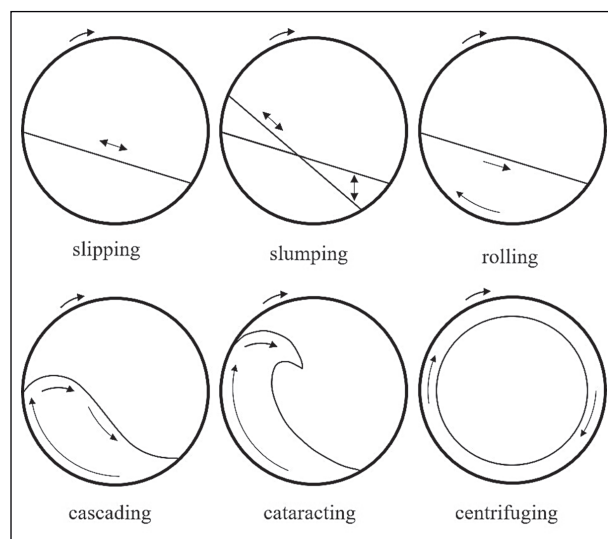 slipping
slumping
rolling
cascading
cataracting
centrifuging